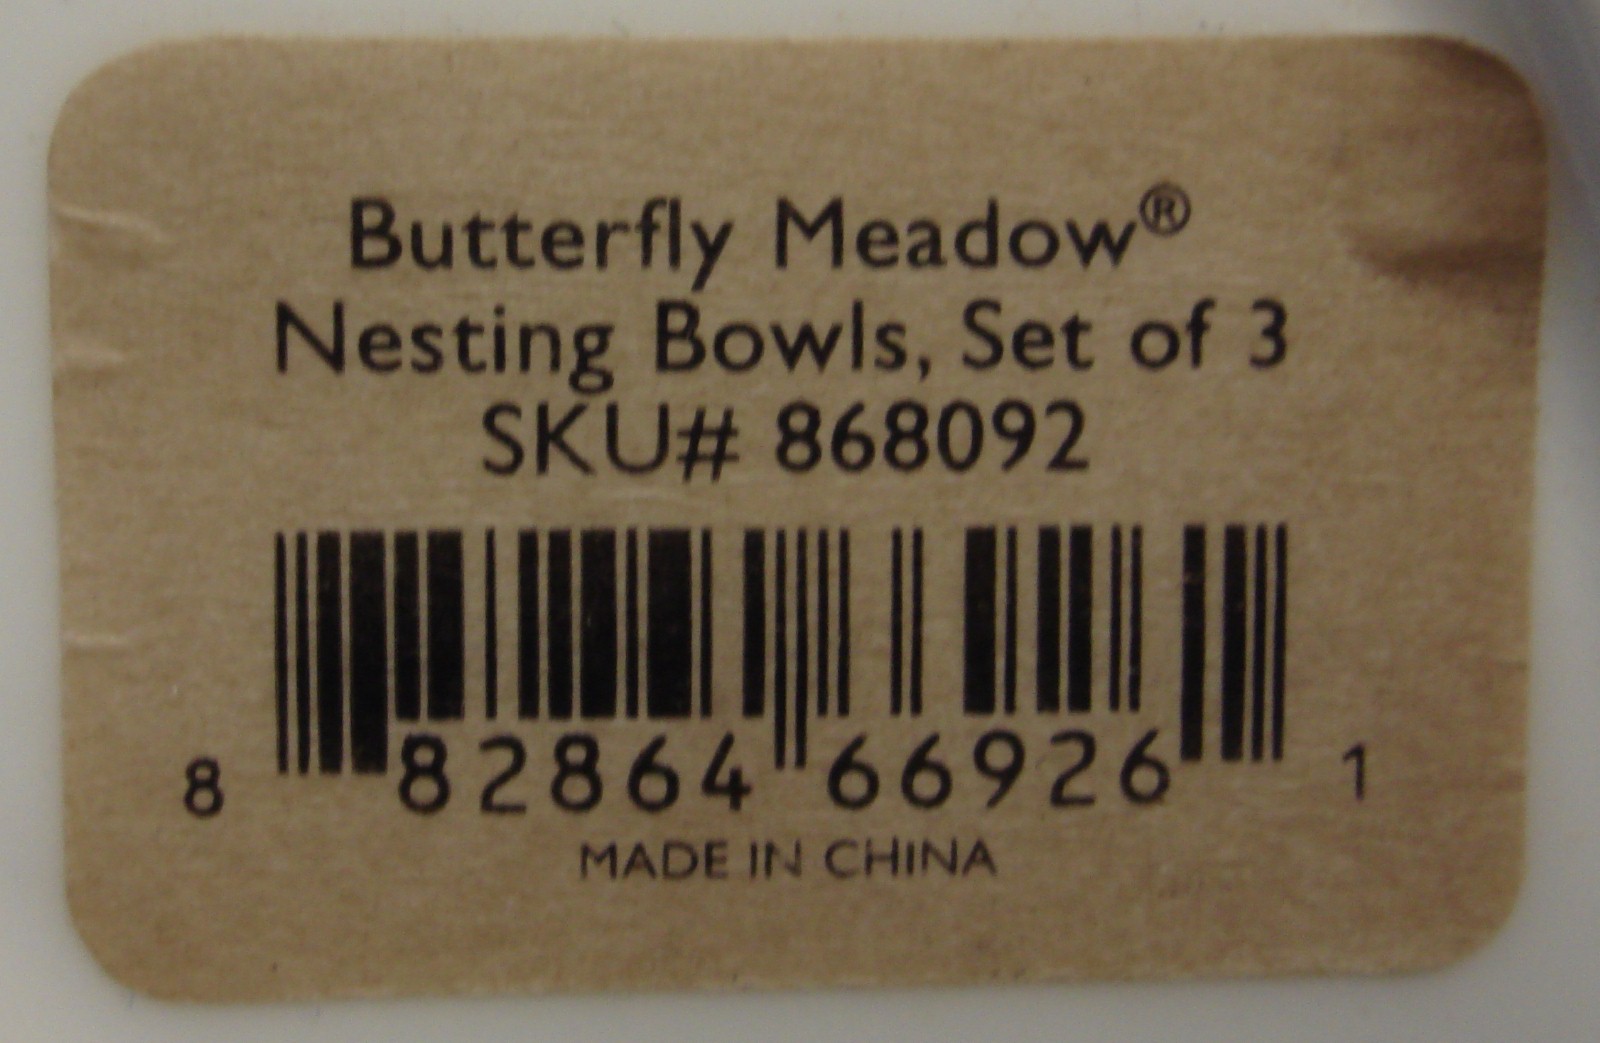 Butterfly Meadow®
Nesting Bowls, Set of 3
SKU# 868092
8 82864 66926 1
MADE IN CHINA